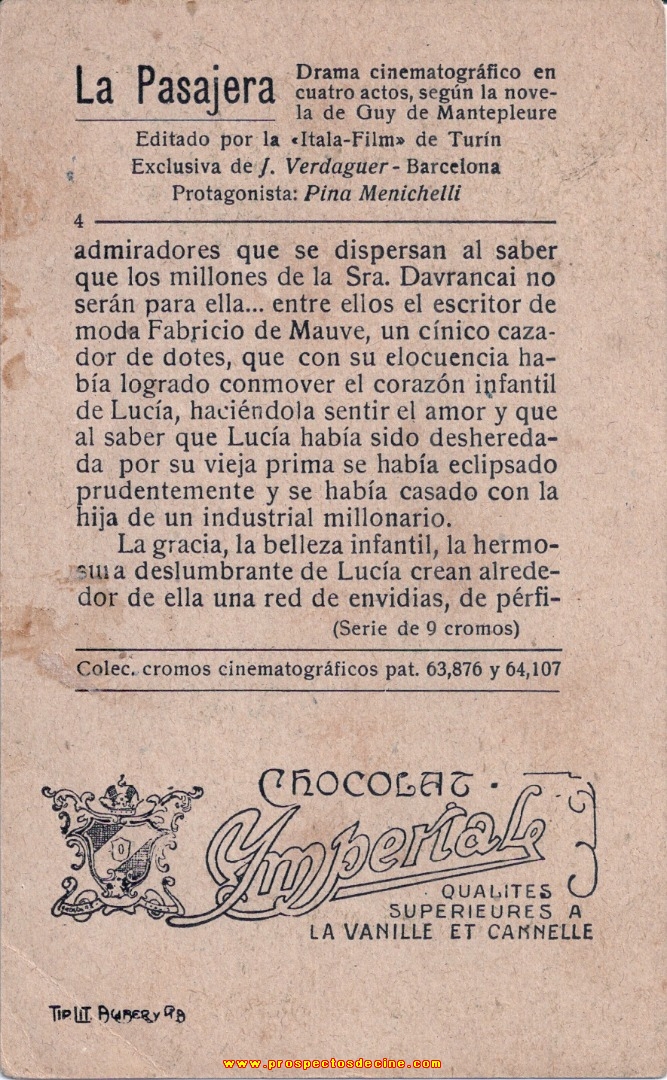 La Pasajera
Drama cinematográfico en
cuatro actos, según la nove-
la de Guy de Mantepleure
Editado por la «Itala-Film» de Turín
Exclusiva de J. Verdaguer - Barcelona
Protagonista: Pina Menichelli
4
admiradores que se dispersan al saber
que los millones de la Sra. Davrancai no
serán para ella... entre ellos el escritor de
moda Fabricio de Mauve, un cínico caza-
dor de dotes, que con su elocuencia ha-
bía logrado conmover el corazón infantil
de Lucía, haciéndola sentir el amor y que
al saber que Lucía había sido deshereda-
da por su vieja prima se había eclipsado
prudentemente y se había casado con la
hija de un industrial millonario.
La gracia, la belleza infantil, la hermo-
sura deslumbrante de Lucía crean alrede-
dor de ella una red de envidias, de pérfi-
(Serie de 9 cromos)
Colec. cromos cinematográficos pat. 63,876 y 64,107
CHOCOLAT
Ymperial
QUALITES
SUPERIEURES A
LA VANILLE ET CANNELLE
TIP LIT.
www.prospectosdecine.com